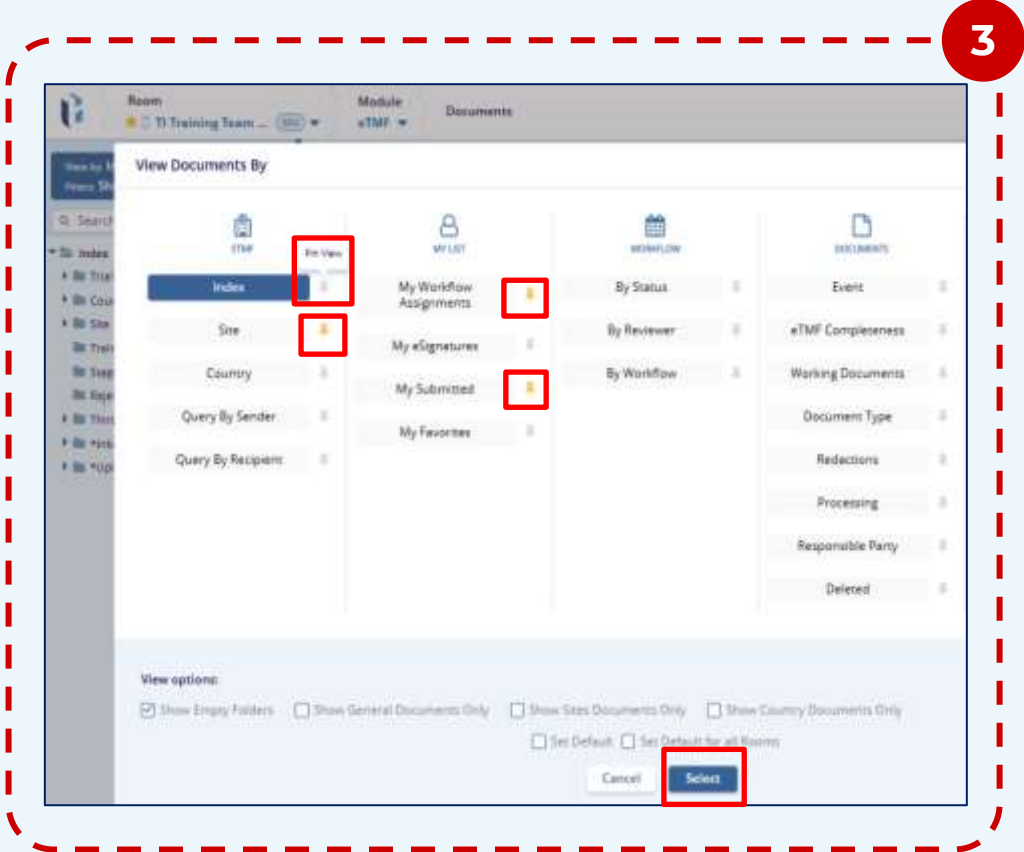 3
Room
TI Training Team ...
Module
eTMF
Documents
View by
Filters
View Documents By
Search
Index
Site
ETMF
Pin View
Index
Site
Country
Query By Sender
Query By Recipient
MY LIST
My Workflow
Assignments
My eSignatures
My Submitted
My Favorites
WORKFLOW
By Status
By Reviewer
By Workflow
DOCUMENTS
Event
eTMF Completeness
Working Documents
Document Type
Redactions
Processing
Responsible Party
Deleted
View options:
Show Empty Folders
Show General Documents Only
Show Sites Documents Only
Show Country Documents Only
Set Default
Set Default for all Rooms
Cancel
Select